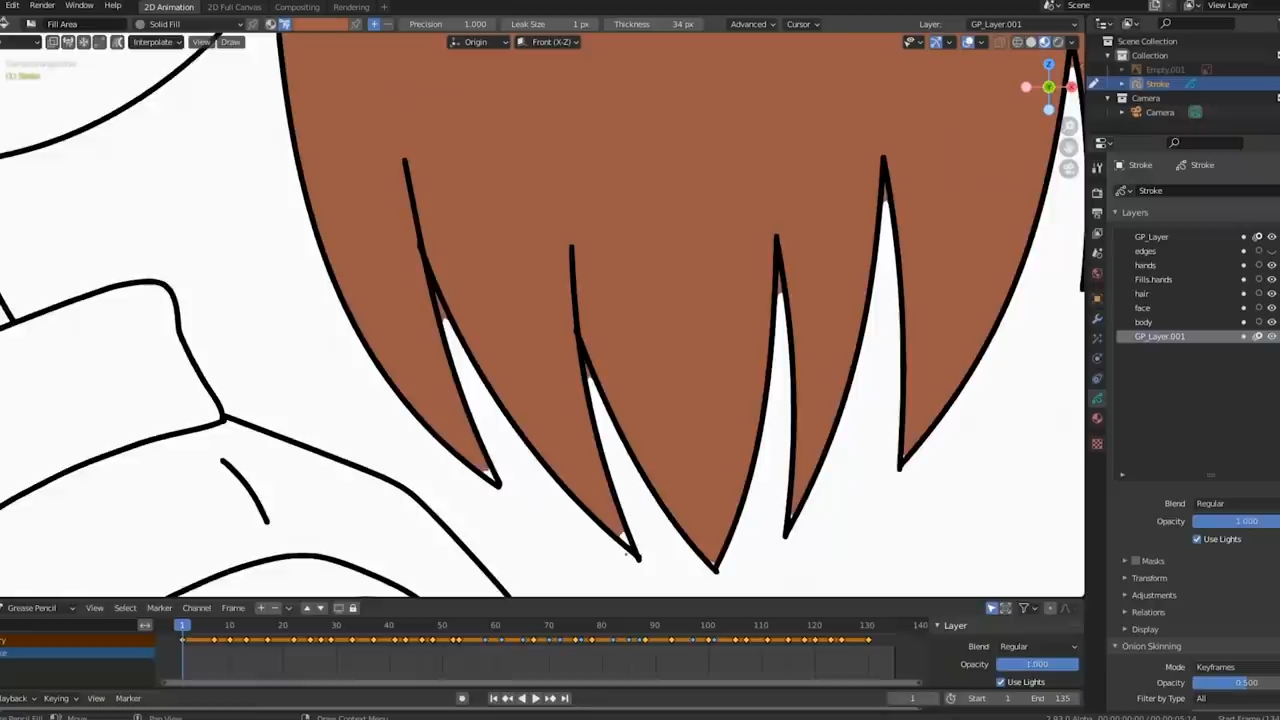 Edit Render Window Help 2D Animation 2D Full Canvas Compositing Rendering + Scene View Layer
Fill Area Solid Fill Precision 1.000 Leak Size 1 px Thickness 34 px Advanced Cursor Layer: GP_Layer.001
Interpolate View Draw Origin Front (X-Z)
(1) Stroke
Scene Collection
Collection
Empty.001
Stroke
Camera
Camera
Stroke Stroke
Stroke
Layers
GP_Layer
edges
hands
Fills.hands
hair
face
body
GP_Layer.001
Blend Regular
Opacity 1.000
Use Lights
Masks
Transform
Adjustments
Relations
Display
Onion Skinning
Mode Keyframes
Opacity 0.500
Filter by Type All
Grease Pencil View Select Marker Channel Frame
1 10 20 30 40 50 60 70 80 90 100 110 120 130 140
Layer
Blend Regular
Opacity 1.000
Use Lights
Playback Keying View Marker 1 Start 1 End 135